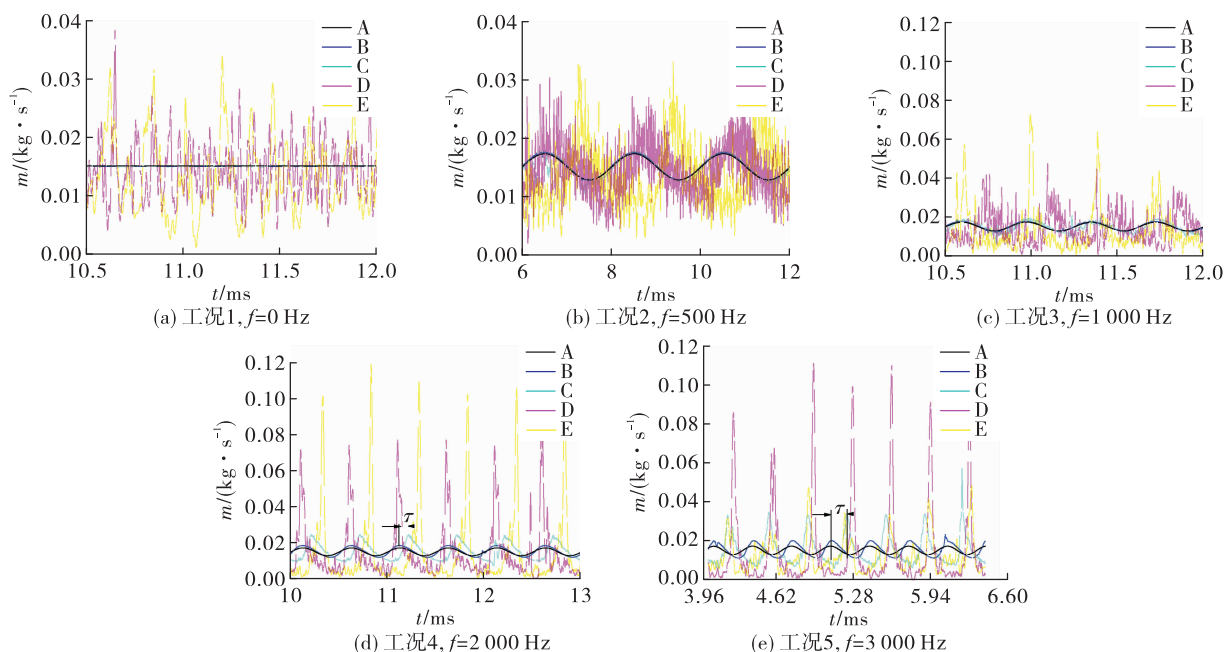 0.04
0.03
0.02
0.01
0.00
m/(kg·s⁻¹)
A
B
C
D
E
10.5
11.0
11.5
12.0
t/ms
(a) 工况1, f=0 Hz
0.04
0.03
0.02
0.01
0.00
m/(kg·s⁻¹)
A
B
C
D
E
6
8
10
12
t/ms
(b) 工况2, f=500 Hz
0.12
0.10
0.08
0.06
0.04
0.02
0.00
m/(kg·s⁻¹)
A
B
C
D
E
10.5
11.0
11.5
12.0
t/ms
(c) 工况3, f=1 000 Hz
0.12
0.10
0.08
0.06
0.04
0.02
0.00
m/(kg·s⁻¹)
A
B
C
D
E
τ
10
11
12
13
t/ms
(d) 工况4, f=2 000 Hz
0.12
0.10
0.08
0.06
0.04
0.02
0.00
m/(kg·s⁻¹)
A
B
C
D
E
τ
3.96
4.62
5.28
5.94
6.60
t/ms
(e) 工况5, f=3 000 Hz